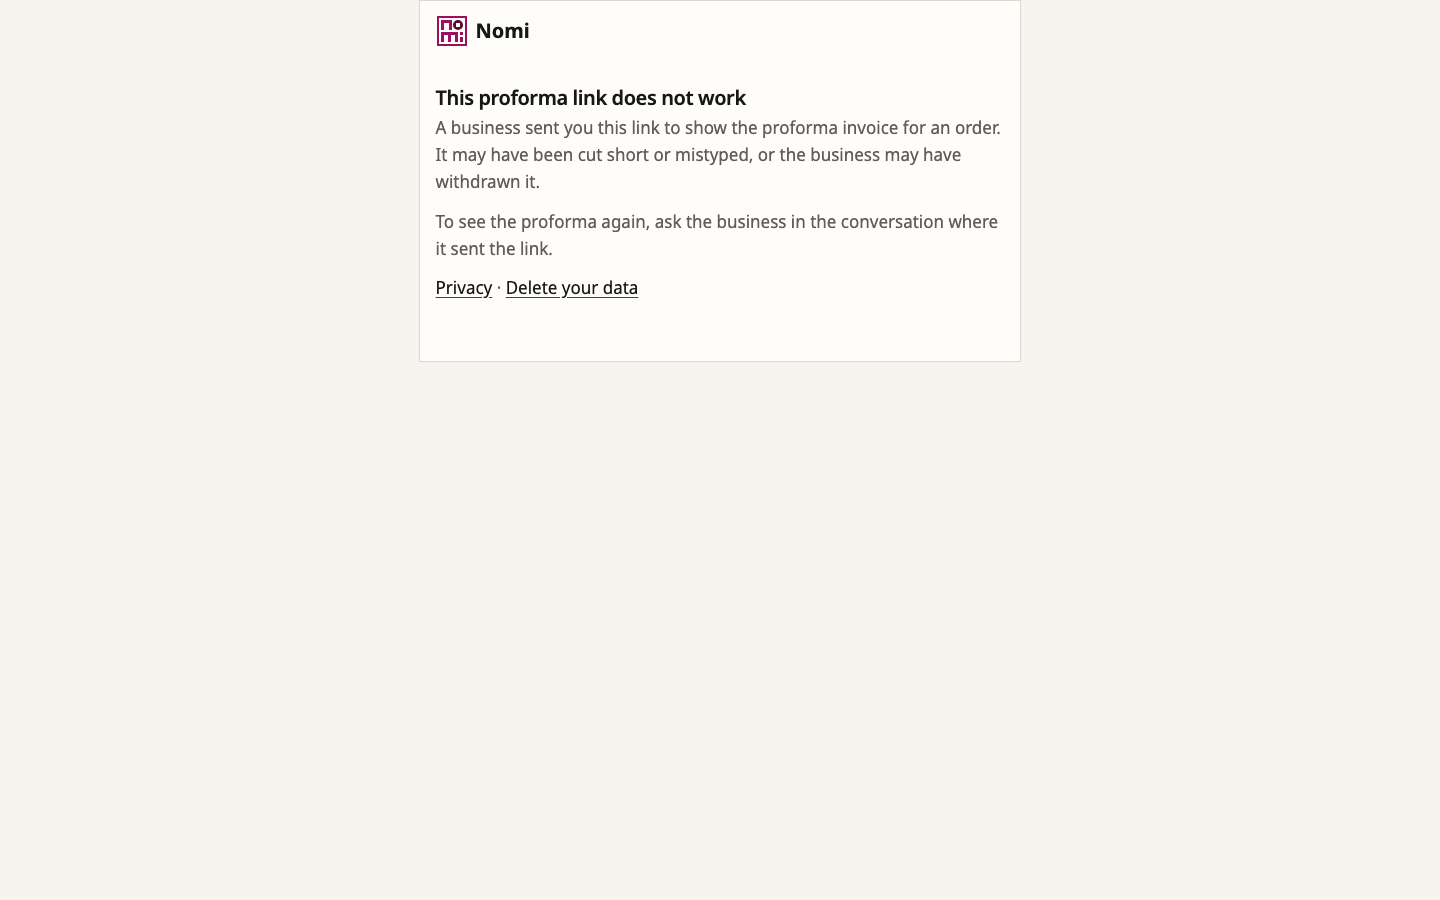 nomi
Nomi
This proforma link does not work
A business sent you this link to show the proforma invoice for an order.
It may have been cut short or mistyped, or the business may have
withdrawn it.
To see the proforma again, ask the business in the conversation where
it sent the link.
Privacy · Delete your data